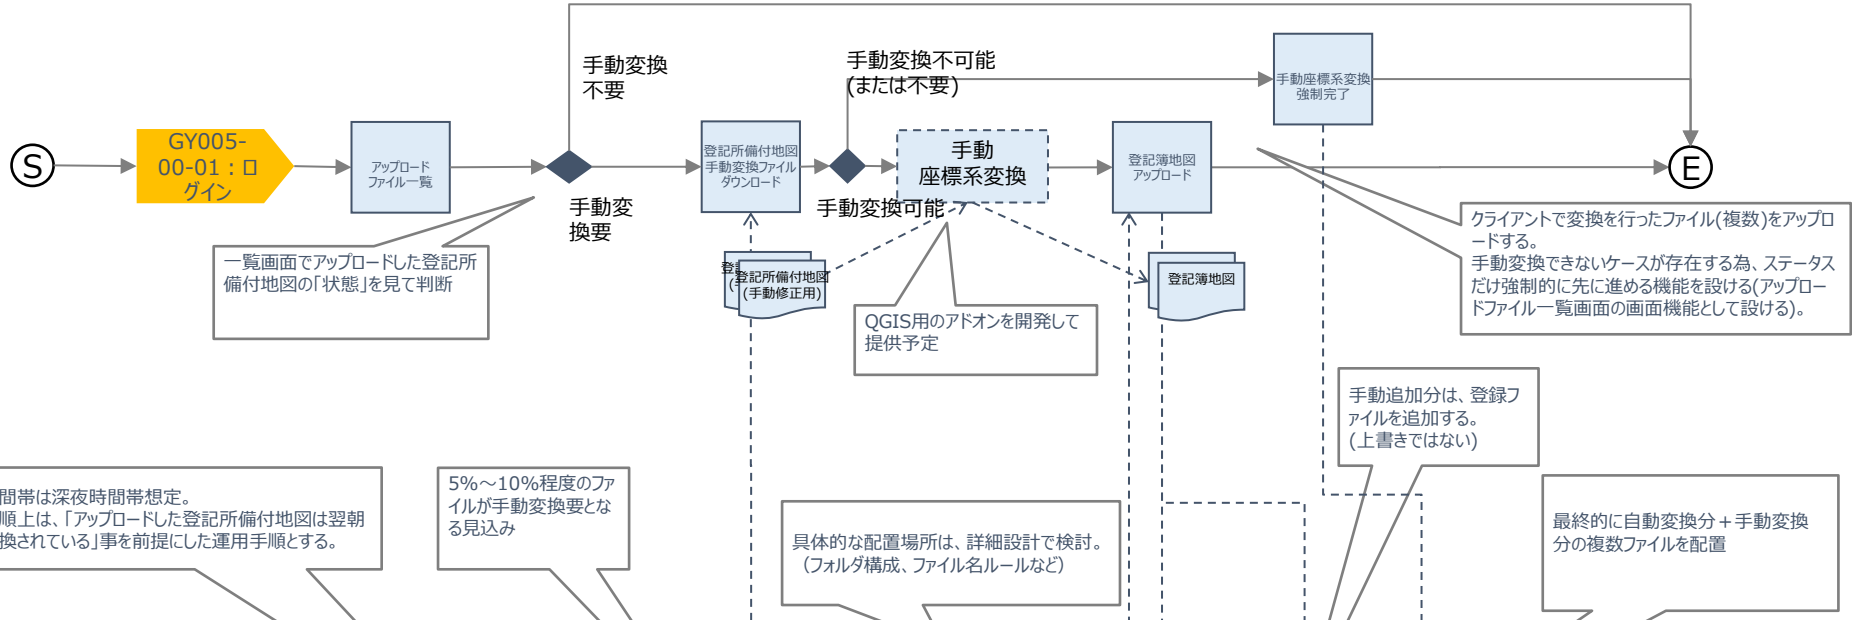 手動変換
不要
手動変換不可能
(または不要)
手動座標系変換
強制完了
S
GY005-
00-01：ロ
グイン
アップロード
ファイル一覧
手動変
換要
登記所備付地図
手動変換ファイル
ダウンロード
手動変換可能
手動
座標系変換
登記簿地図
アップロード
E
一覧画面でアップロードした登記所
備付地図の「状態」を見て判断
登記所備付地図
(手動修正用)
QGIS用のアドオンを開発して
提供予定
登記簿地図
クライアントで変換を行ったファイル(複数)をアップロ
ードする。
手動変換できないケースが存在する為、ステータス
だけ強制的に先に進める機能を設ける(アップロー
ドファイル一覧画面の画面機能として設ける)。
手動追加分は、登録フ
ァイルを追加する。
(上書きではない)
間帯は深夜時間帯想定。
順上は、「アップロードした登記所備付地図は翌朝
換されている」事を前提にした運用手順とする。
5%～10%程度のファ
イルが手動変換要とな
る見込み
具体的な配置場所は、詳細設計で検討。
（フォルダ構成、ファイル名ルールなど）
最終的に自動変換分＋手動変換
分の複数ファイルを配置